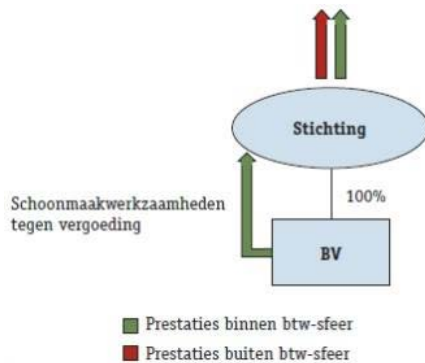 Stichting
100%
Schoonmaakwerkzaamheden
tegen vergoeding
BV
Prestaties binnen btw-sfeer
Prestaties buiten btw-sfeer